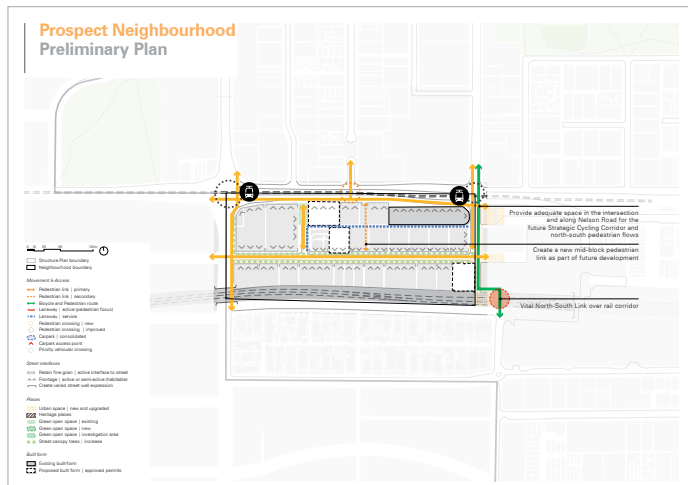 Prospect Neighbourhood
Preliminary Plan
Provide adequate space in the intersection
and along Nelson Road for the
future Strategic Cycling Corridor and
north-south pedestrian flows
Create a new mid-block pedestrian
link as part of future development
Vital North-South Link over rail corridor
Structure Plan boundary
Neighbourhood boundary
Movement & Access
Pedestrian link | primary
Pedestrian link | secondary
Bicycle and Pedestrian route
Laneway | active (pedestrian focus)
Laneway | service
Pedestrian crossing | new
Pedestrian crossing | improved
Carpark | consolidated
Carpark access point
Priority vehicular crossing
Street interfaces
Retain fine grain | active interface to street
Frontage | active or semi-active (habitable)
Create varied street wall expression
Places
Urban space | new and upgraded
Heritage places
Green open space | existing
Green open space | new
Green open space | investigation area
Street canopy trees | increase
Built form
Existing built form
Proposed built form | approved permits